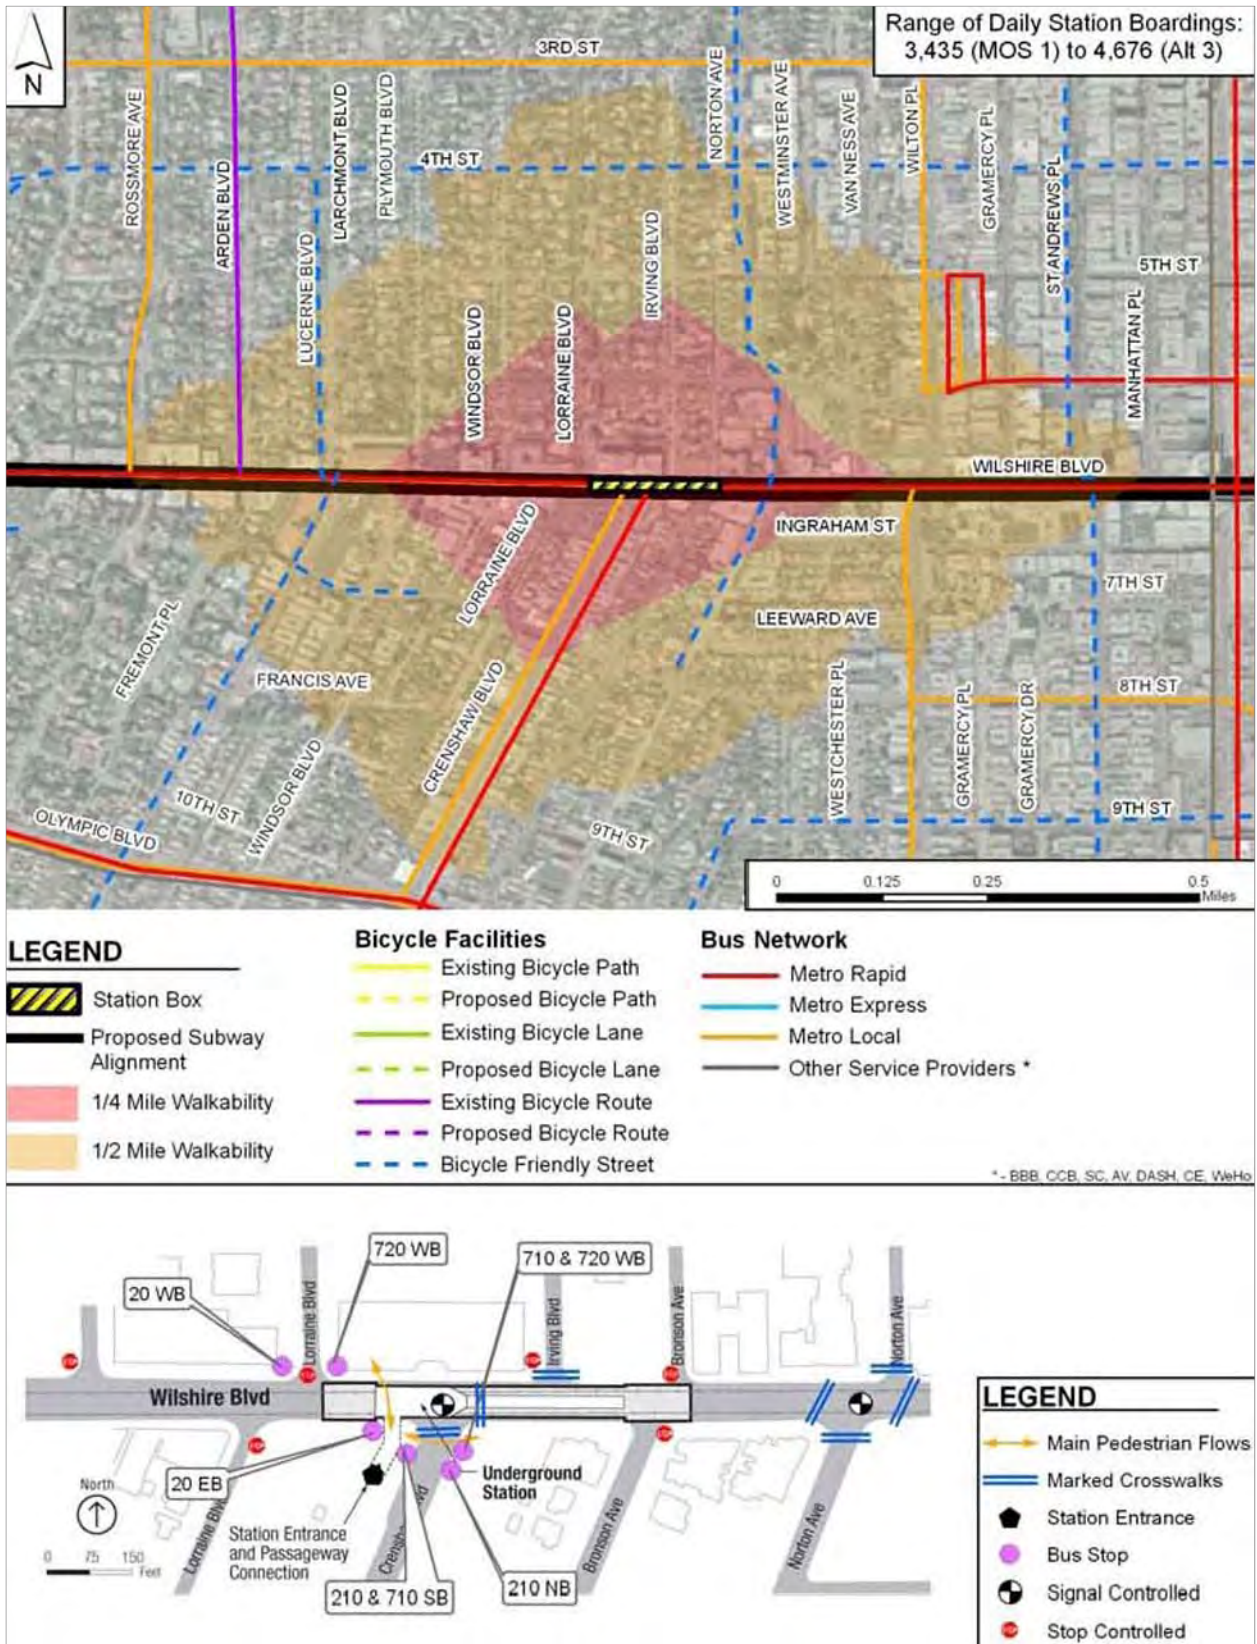 Range of Daily Station Boardings:
3,435 (MOS 1) to 4,676 (Alt 3)
N
3RD ST
ROSSMORE AVE
ARDEN BLVD
LARCHMONT BLVD
PLYMOUTH BLVD
4TH ST
NORTON AVE
WESTMINSTER AVE
VAN NESS AVE
WILTON PL
GRAMERCY PL
ST ANDREWS PL
LUCERNE BLVD
IRVING BLVD
5TH ST
WINDSOR BLVD
LORRAINE BLVD
MANHATTAN PL
WILSHIRE BLVD
LORRAINE BLVD
INGRAHAM ST
7TH ST
LEEWARD AVE
FREMONT PL
FRANCIS AVE
CRENSHAW BLVD
WESTCHESTER PL
GRAMERCY PL
GRAMERCY DR
8TH ST
WINDSOR BLVD
10TH ST
OLYMPIC BLVD
9TH ST
9TH ST
0 0.125 0.25 0.5
Miles
LEGEND
Station Box
Proposed Subway
Alignment
1/4 Mile Walkability
1/2 Mile Walkability
Bicycle Facilities
Existing Bicycle Path
Proposed Bicycle Path
Existing Bicycle Lane
Proposed Bicycle Lane
Existing Bicycle Route
Proposed Bicycle Route
Bicycle Friendly Street
Bus Network
Metro Rapid
Metro Express
Metro Local
Other Service Providers *
* - BBB, CCB, SC, AV, DASH, CE, WeHo
720 WB
710 & 720 WB
20 WB
Lorraine Blvd
Irving Blvd
Bronson Ave
Norton Ave
STOP
STOP
STOP
STOP
Wilshire Blvd
STOP
STOP
20 EB
North
Underground
Station
Station Entrance
and Passageway
Connection
0 75 150
Feet
Bronson Ave
Norton Ave
210 & 710 SB
210 NB
LEGEND
Main Pedestrian Flows
Marked Crosswalks
Station Entrance
Bus Stop
Signal Controlled
STOP
Stop Controlled